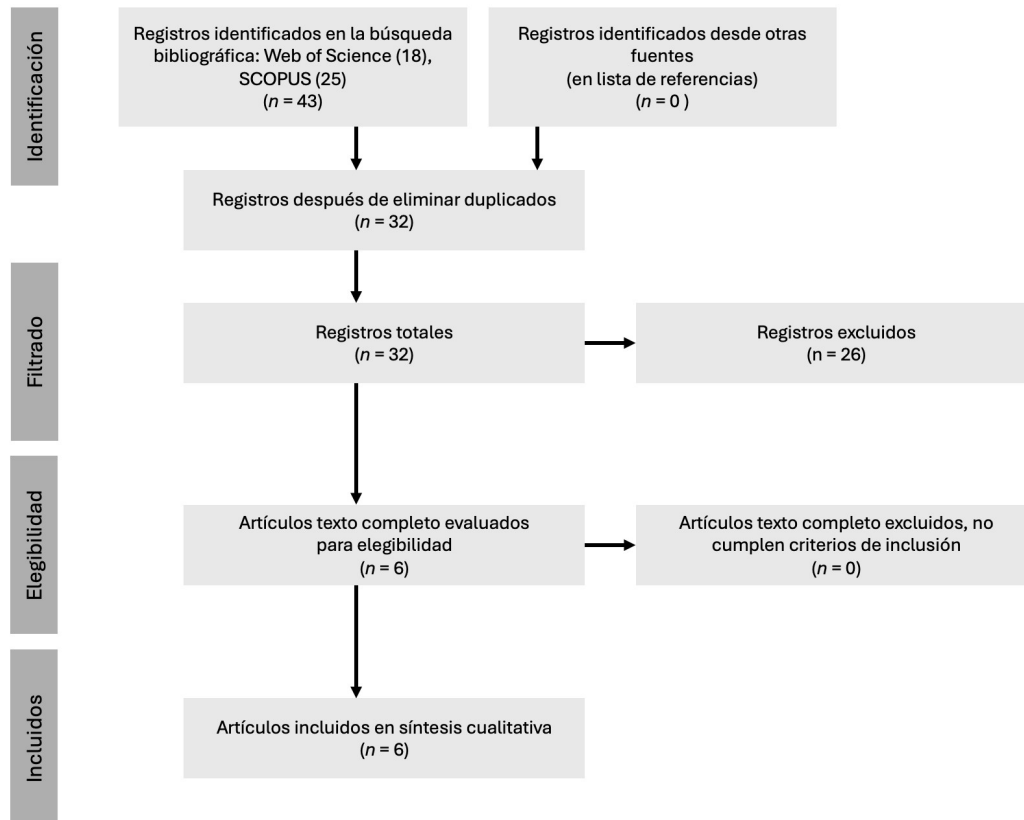 Identificación
Registros identificados en la búsqueda
bibliográfica: Web of Science (18),
SCOPUS (25)
(n = 43)
Registros identificados desde otras
fuentes
(en lista de referencias)
(n = 0 )
Registros después de eliminar duplicados
(n = 32)
Filtrado
Registros totales
(n = 32)
Registros excluidos
(n = 26)
Elegibilidad
Artículos texto completo evaluados
para elegibilidad
(n = 6)
Artículos texto completo excluidos, no
cumplen criterios de inclusión
(n = 0)
Incluidos
Artículos incluidos en síntesis cualitativa
(n = 6)